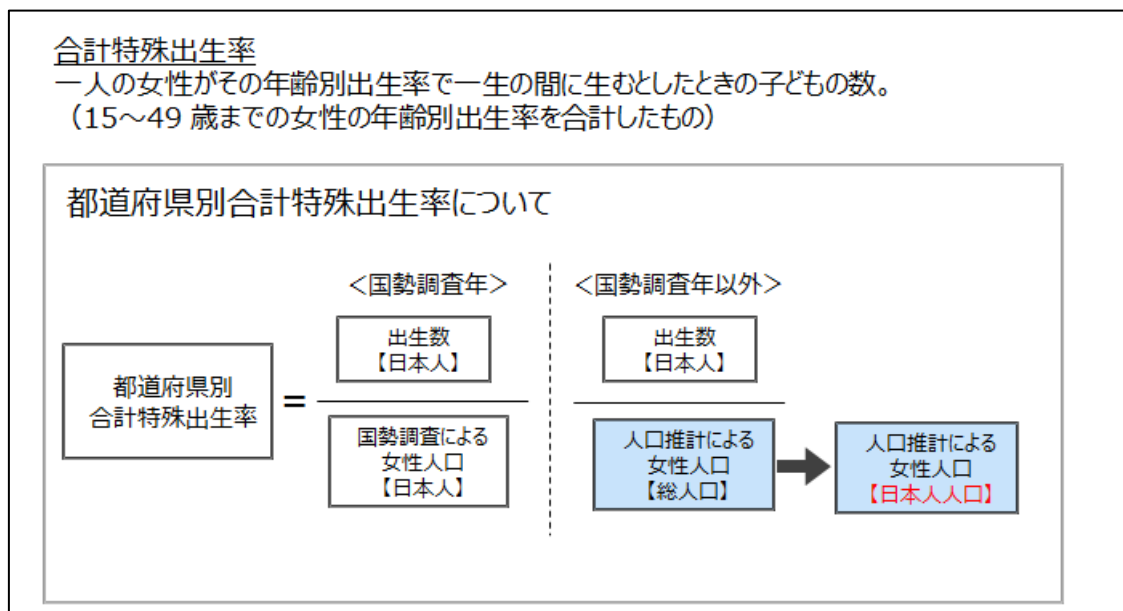 合計特殊出生率
一人の女性がその年齢別出生率で一生の間に生むとしたときの子どもの数。
（15～49 歳までの女性の年齢別出生率を合計したもの）
都道府県別合計特殊出生率について
＜国勢調査年＞
＜国勢調査年以外＞
都道府県別
合計特殊出生率
=
出生数
【日本人】
国勢調査による
女性人口
【日本人】
出生数
【日本人】
人口推計による
女性人口
【総人口】
人口推計による
女性人口
【日本人人口】